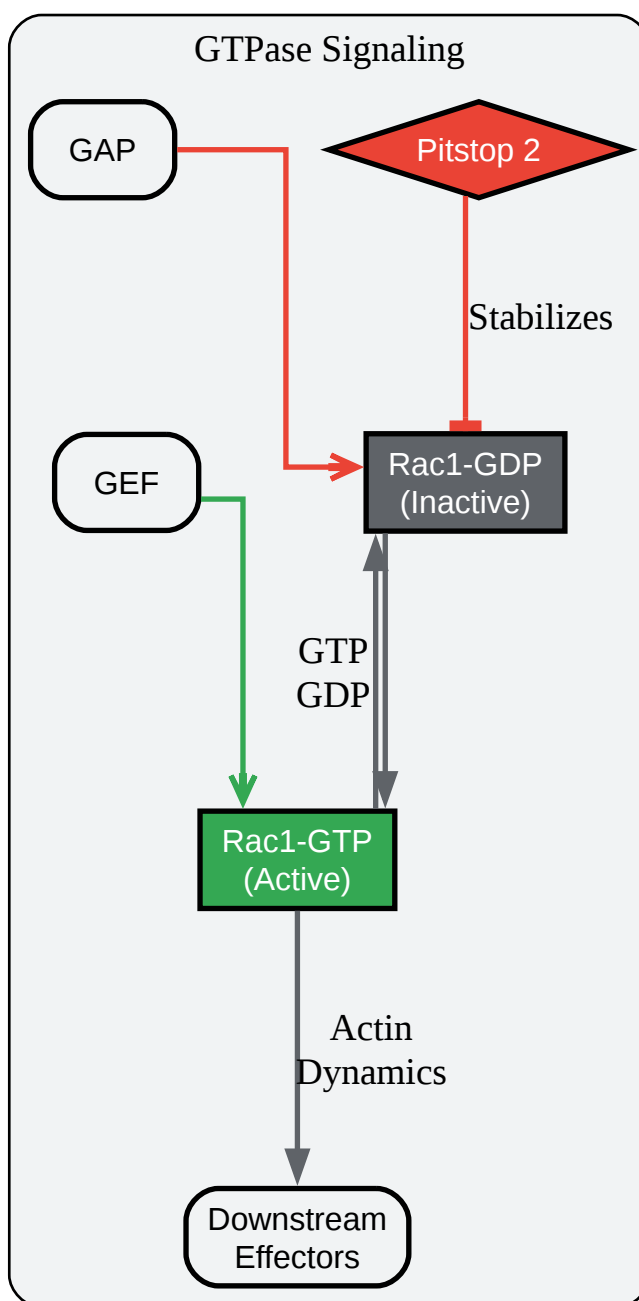 GTPase Signaling
GAP
Pitstop 2
Stabilizes
GEF
Rac1-GDP
(Inactive)
GTP
GDP
Rac1-GTP
(Active)
Actin
Dynamics
Downstream
Effectors